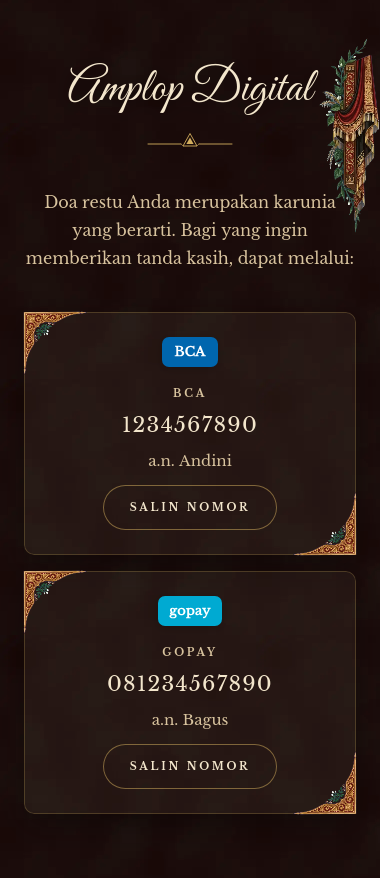 Amplop Digital
Doa restu Anda merupakan karunia
yang berarti. Bagi yang ingin
memberikan tanda kasih, dapat melalui:
BCA
BCA
1234567890
a.n. Andini
SALIN NOMOR
gopay
GOPAY
081234567890
a.n. Bagus
SALIN NOMOR